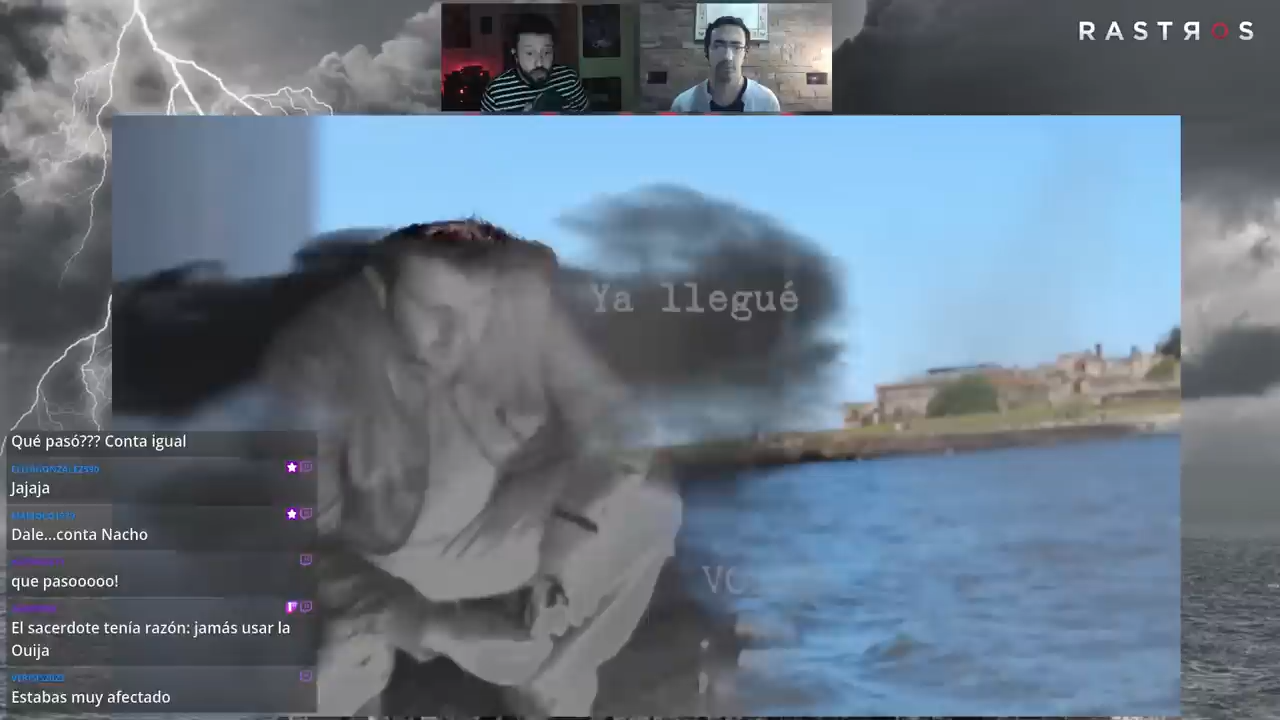 RASTROS
Ya llegué
Qué pasó??? Conta igual
Jajaja
Dale...conta Nacho
que pasooooo!
El sacerdote tenía razón: jamás usar la
Ouija
Estabas muy afectado